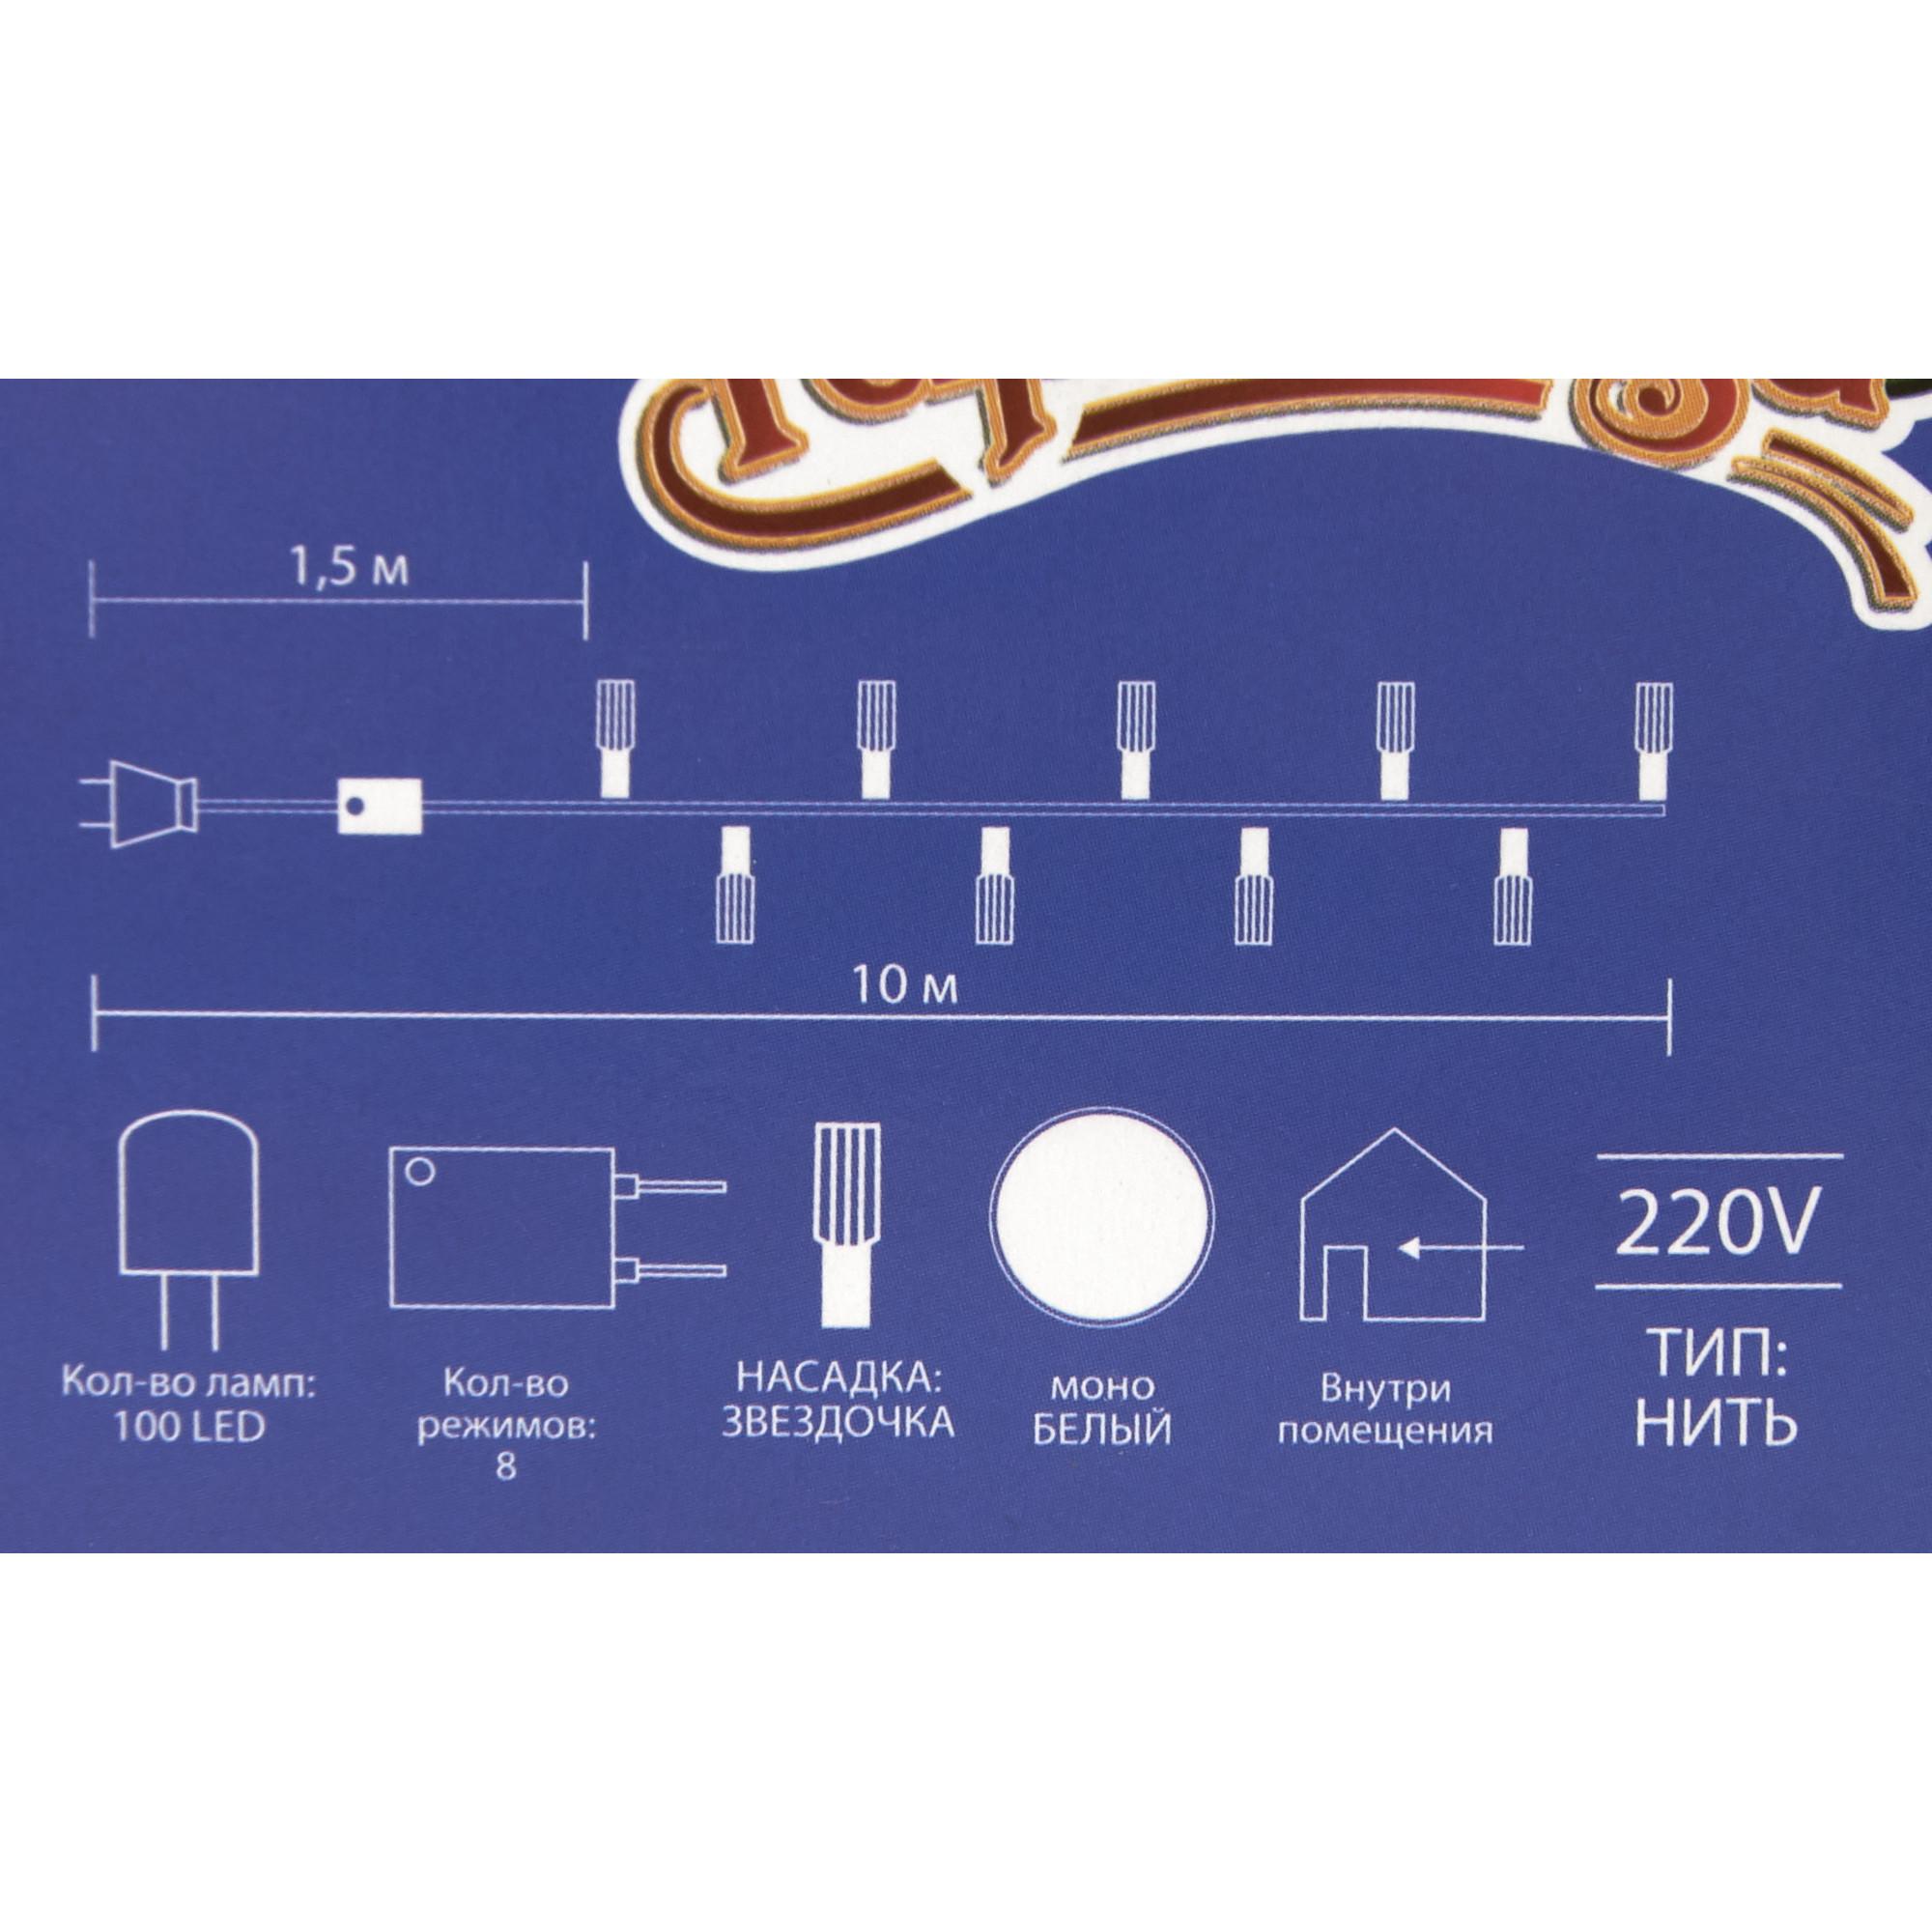 1,5 м
10 м
Кол-во ламп:
100 LED
Кол-во
режимов:
8
НАСАДКА:
ЗВЕЗДОЧКА
моно
БЕЛЫЙ
Внутри
помещения
220V
ТИП:
НИТЬ